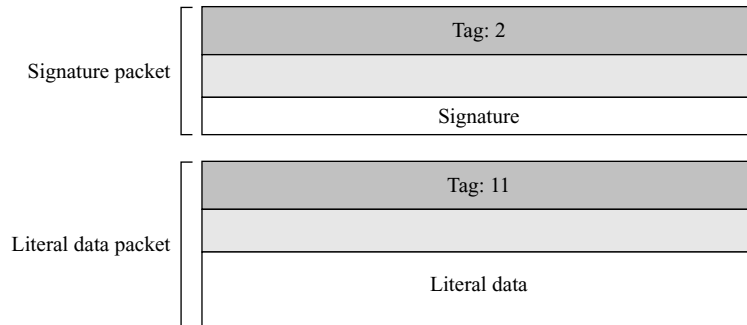 Tag: 2
Signature packet
Signature
Tag: 11
Literal data packet
Literal data